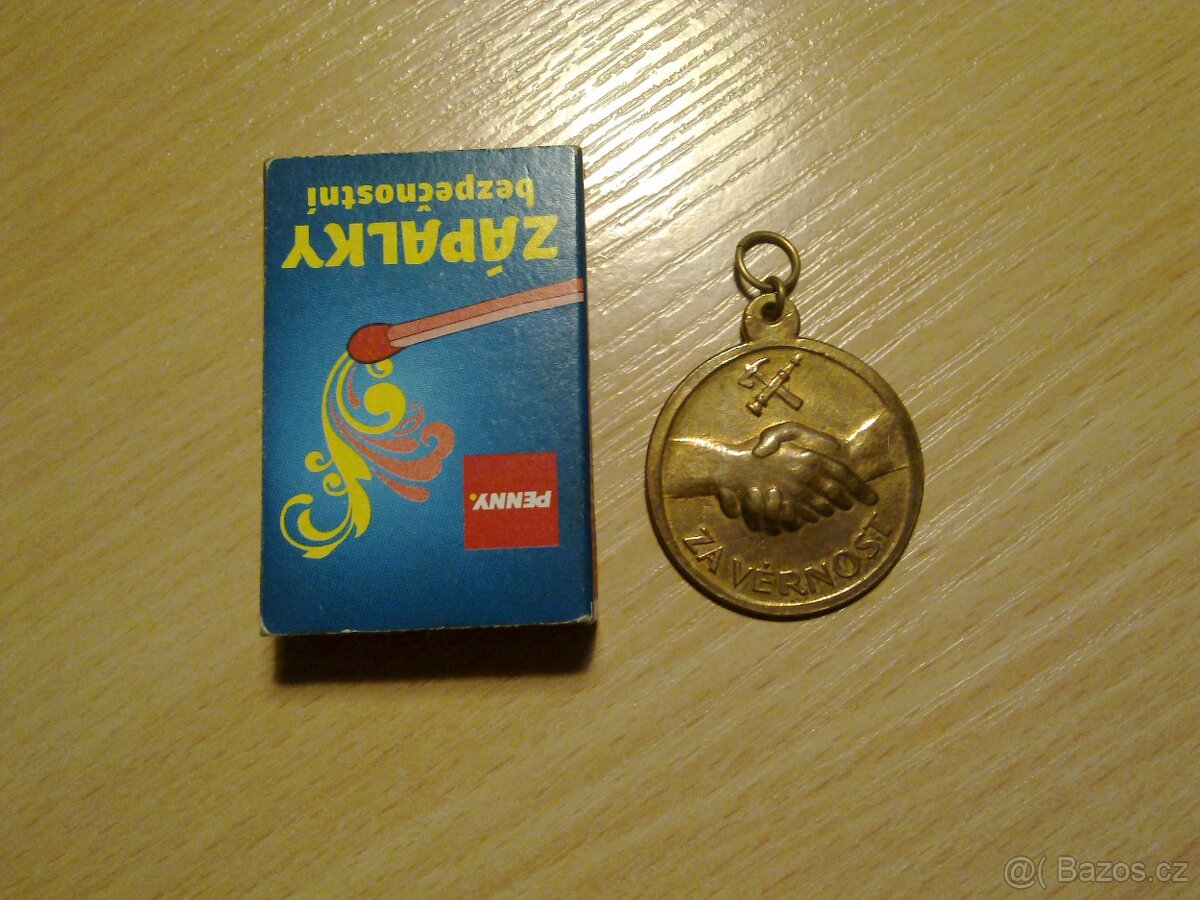 ZÁPALKY
bezpečnostní
PENNY.
ZA VĚRNOST
@( Bazos.cz